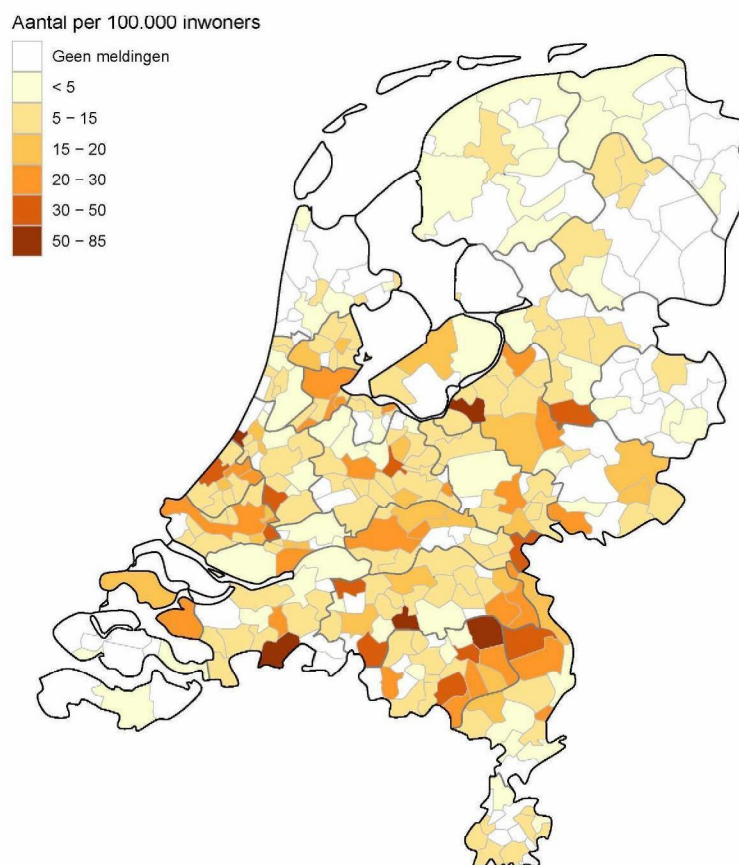 Aantal per 100.000 inwoners
Geen meldingen
< 5
5 – 15
15 – 20
20 – 30
30 – 50
50 – 85